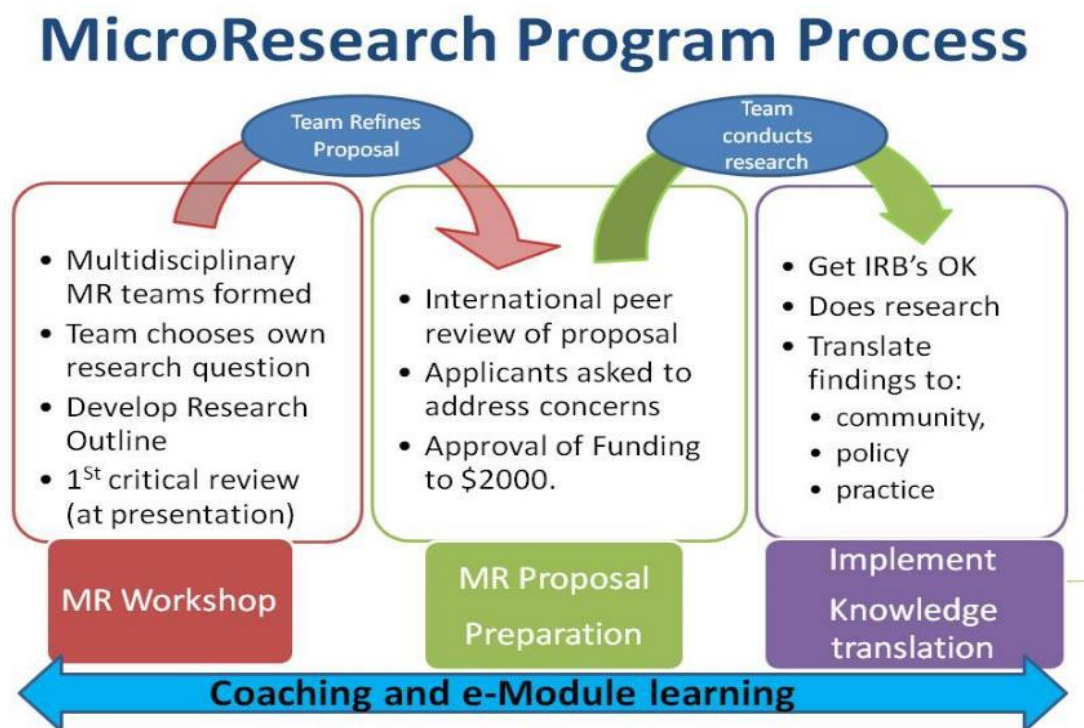 MicroResearch Program Process
Team Refines
Proposal
Team
conducts
research
• Multidisciplinary
MR teams formed
• Team chooses own
research question
• Develop Research
Outline
• 1St critical review
(at presentation)
MR Workshop
• International peer
review of proposal
• Applicants asked to
address concerns
• Approval of Funding
to $2000.
MR Proposal
Preparation
• Get IRB's OK
• Does research
• Translate
findings to:
• community,
• policy
• practice
Implement
Knowledge
translation
Coaching and e-Module learning